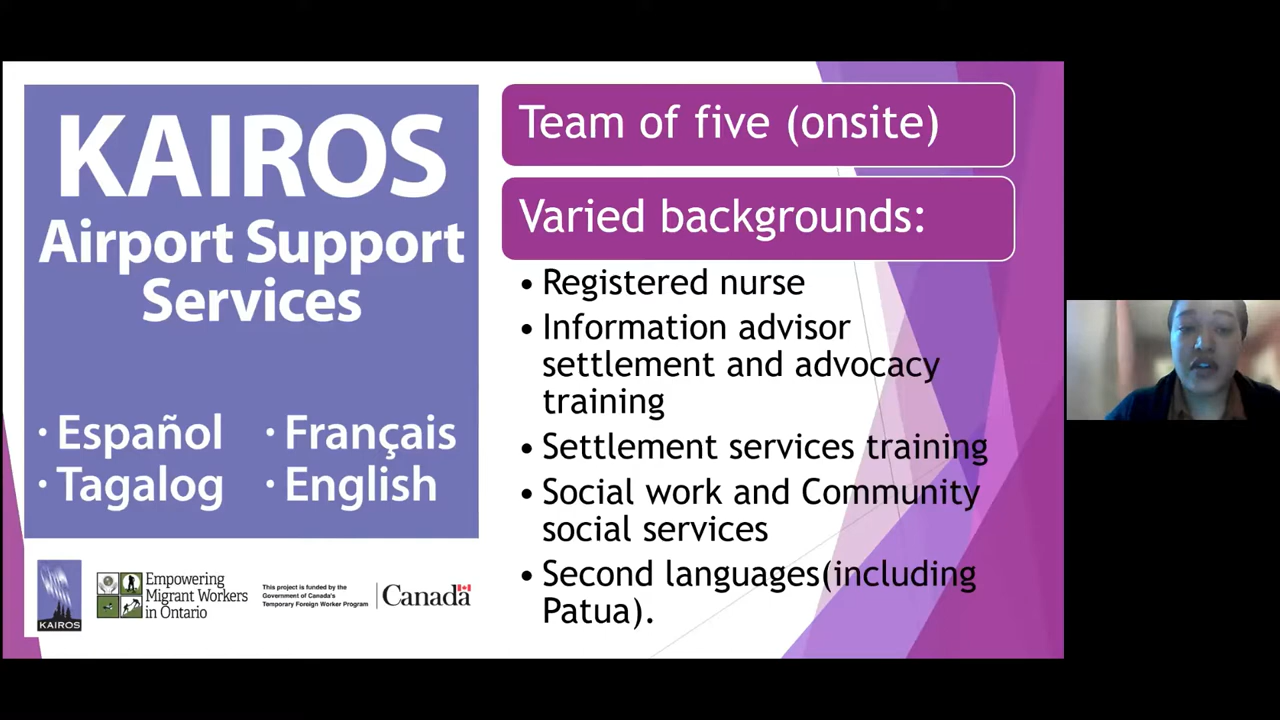 KAIROS
Airport Support
Services
• Español
• Français
• Tagalog
• English
KAIROS
Empowering
Migrant Workers
in Ontario
This project is funded by the
Government of Canada's
Temporary Foreign Worker Program
Canada
Team of five (onsite)
Varied backgrounds:
• Registered nurse
• Information advisor
settlement and advocacy
training
• Settlement services training
• Social work and Community
social services
• Second languages(including
Patua).